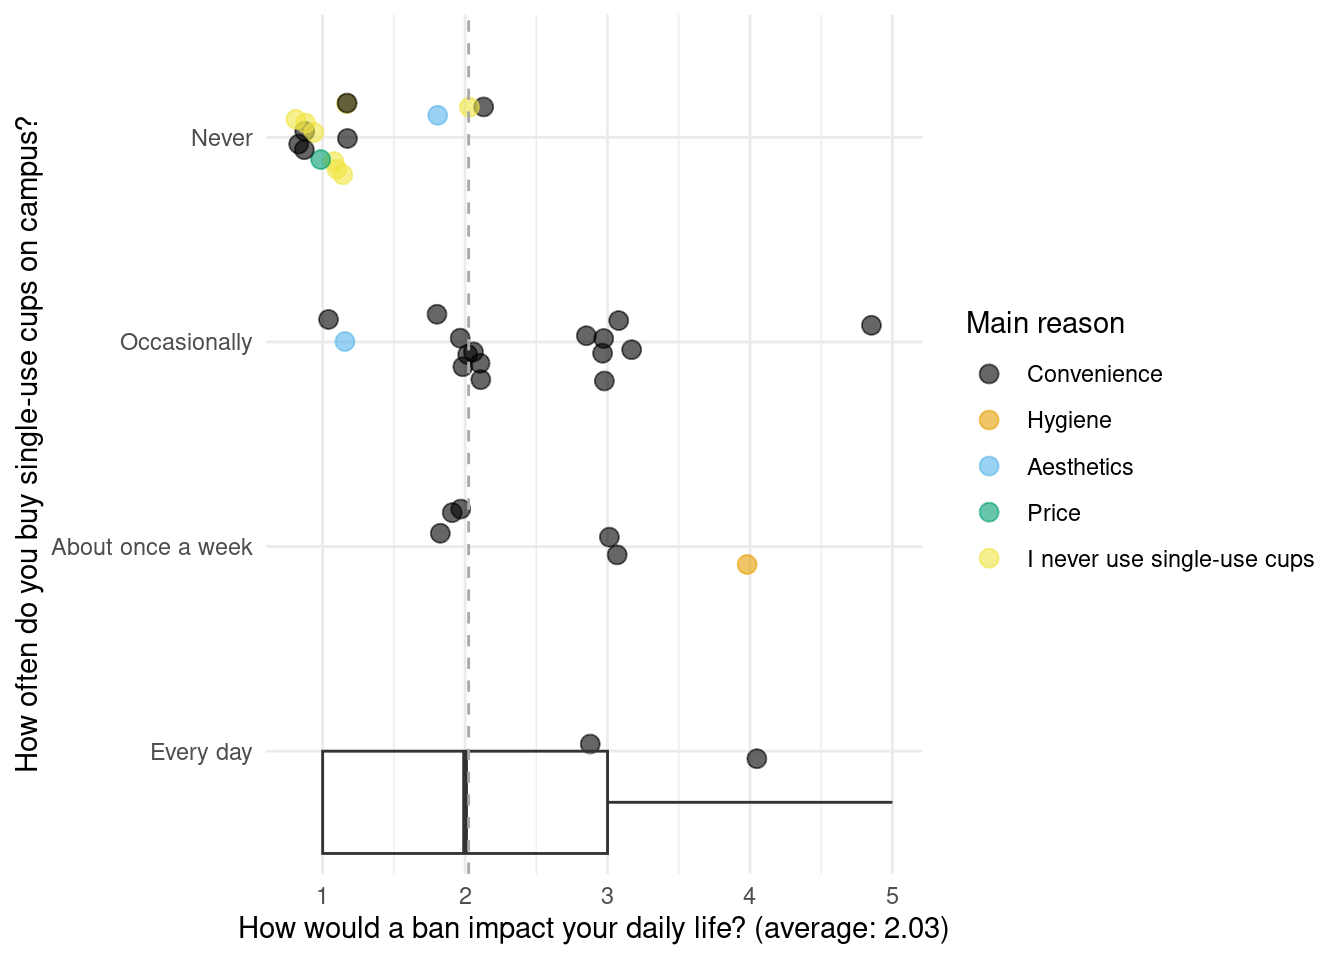 How often do you buy single-use cups on campus?
Never
Occasionally
About once a week
Every day
1 2 3 4 5
How would a ban impact your daily life? (average: 2.03)
Main reason
Convenience
Hygiene
Aesthetics
Price
I never use single-use cups